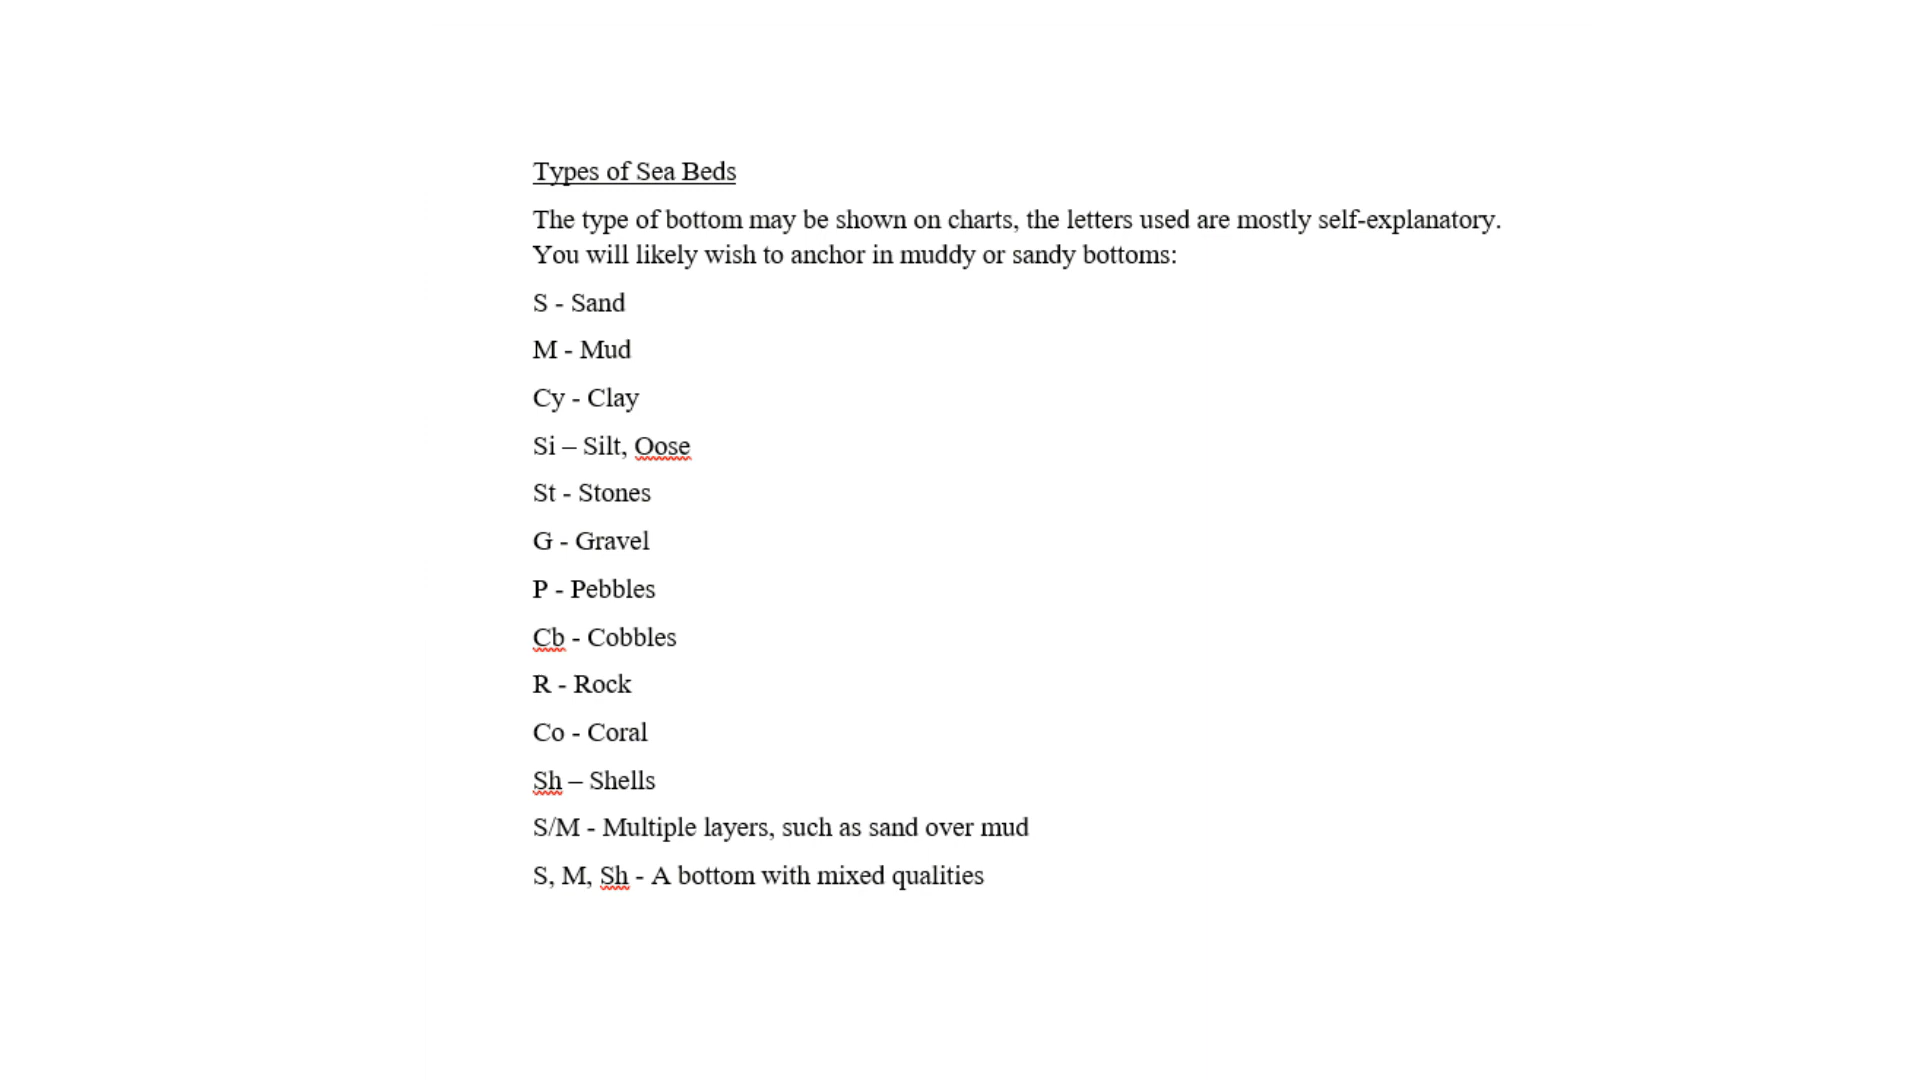 Types of Sea Beds
The type of bottom may be shown on charts, the letters used are mostly self-explanatory.
You will likely wish to anchor in muddy or sandy bottoms:
S - Sand
M - Mud
Cy - Clay
Si – Silt, Oose
St - Stones
G - Gravel
P - Pebbles
Cb - Cobbles
R - Rock
Co - Coral
Sh – Shells
S/M - Multiple layers, such as sand over mud
S, M, Sh - A bottom with mixed qualities